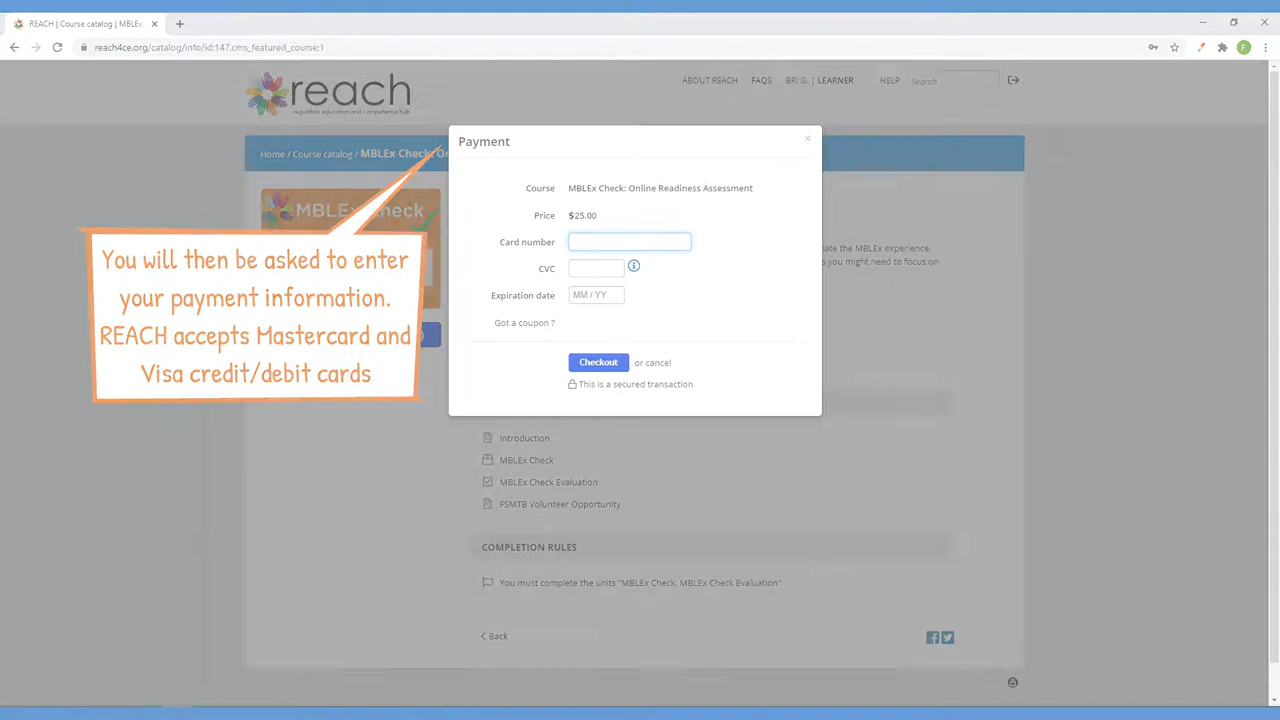 REACH | Course catalog | MBLEx
reach4ce.org/catalog/info/id:147.cms_featured_course:1
reach
regulatory education and competence hub
ABOUT REACH FAQS BRI G. | LEARNER HELP Search
Home / Course catalog / MBLEx Check: On
MBLEx Check
Payment
×
Course MBLEx Check: Online Readiness Assessment
Price $25.00
Card number
CVC
Expiration date MM / YY
Got a coupon ?
Checkout or cancel
This is a secured transaction
You will then be asked to enter
your payment information.
REACH accepts Mastercard and
Visa credit/debit cards
late the MBLEx experience.
s you might need to focus on
Introduction
MBLEx Check
MBLEx Check Evaluation
FSMTB Volunteer Opportunity
COMPLETION RULES
You must complete the units "MBLEx Check, MBLEx Check Evaluation"
Back